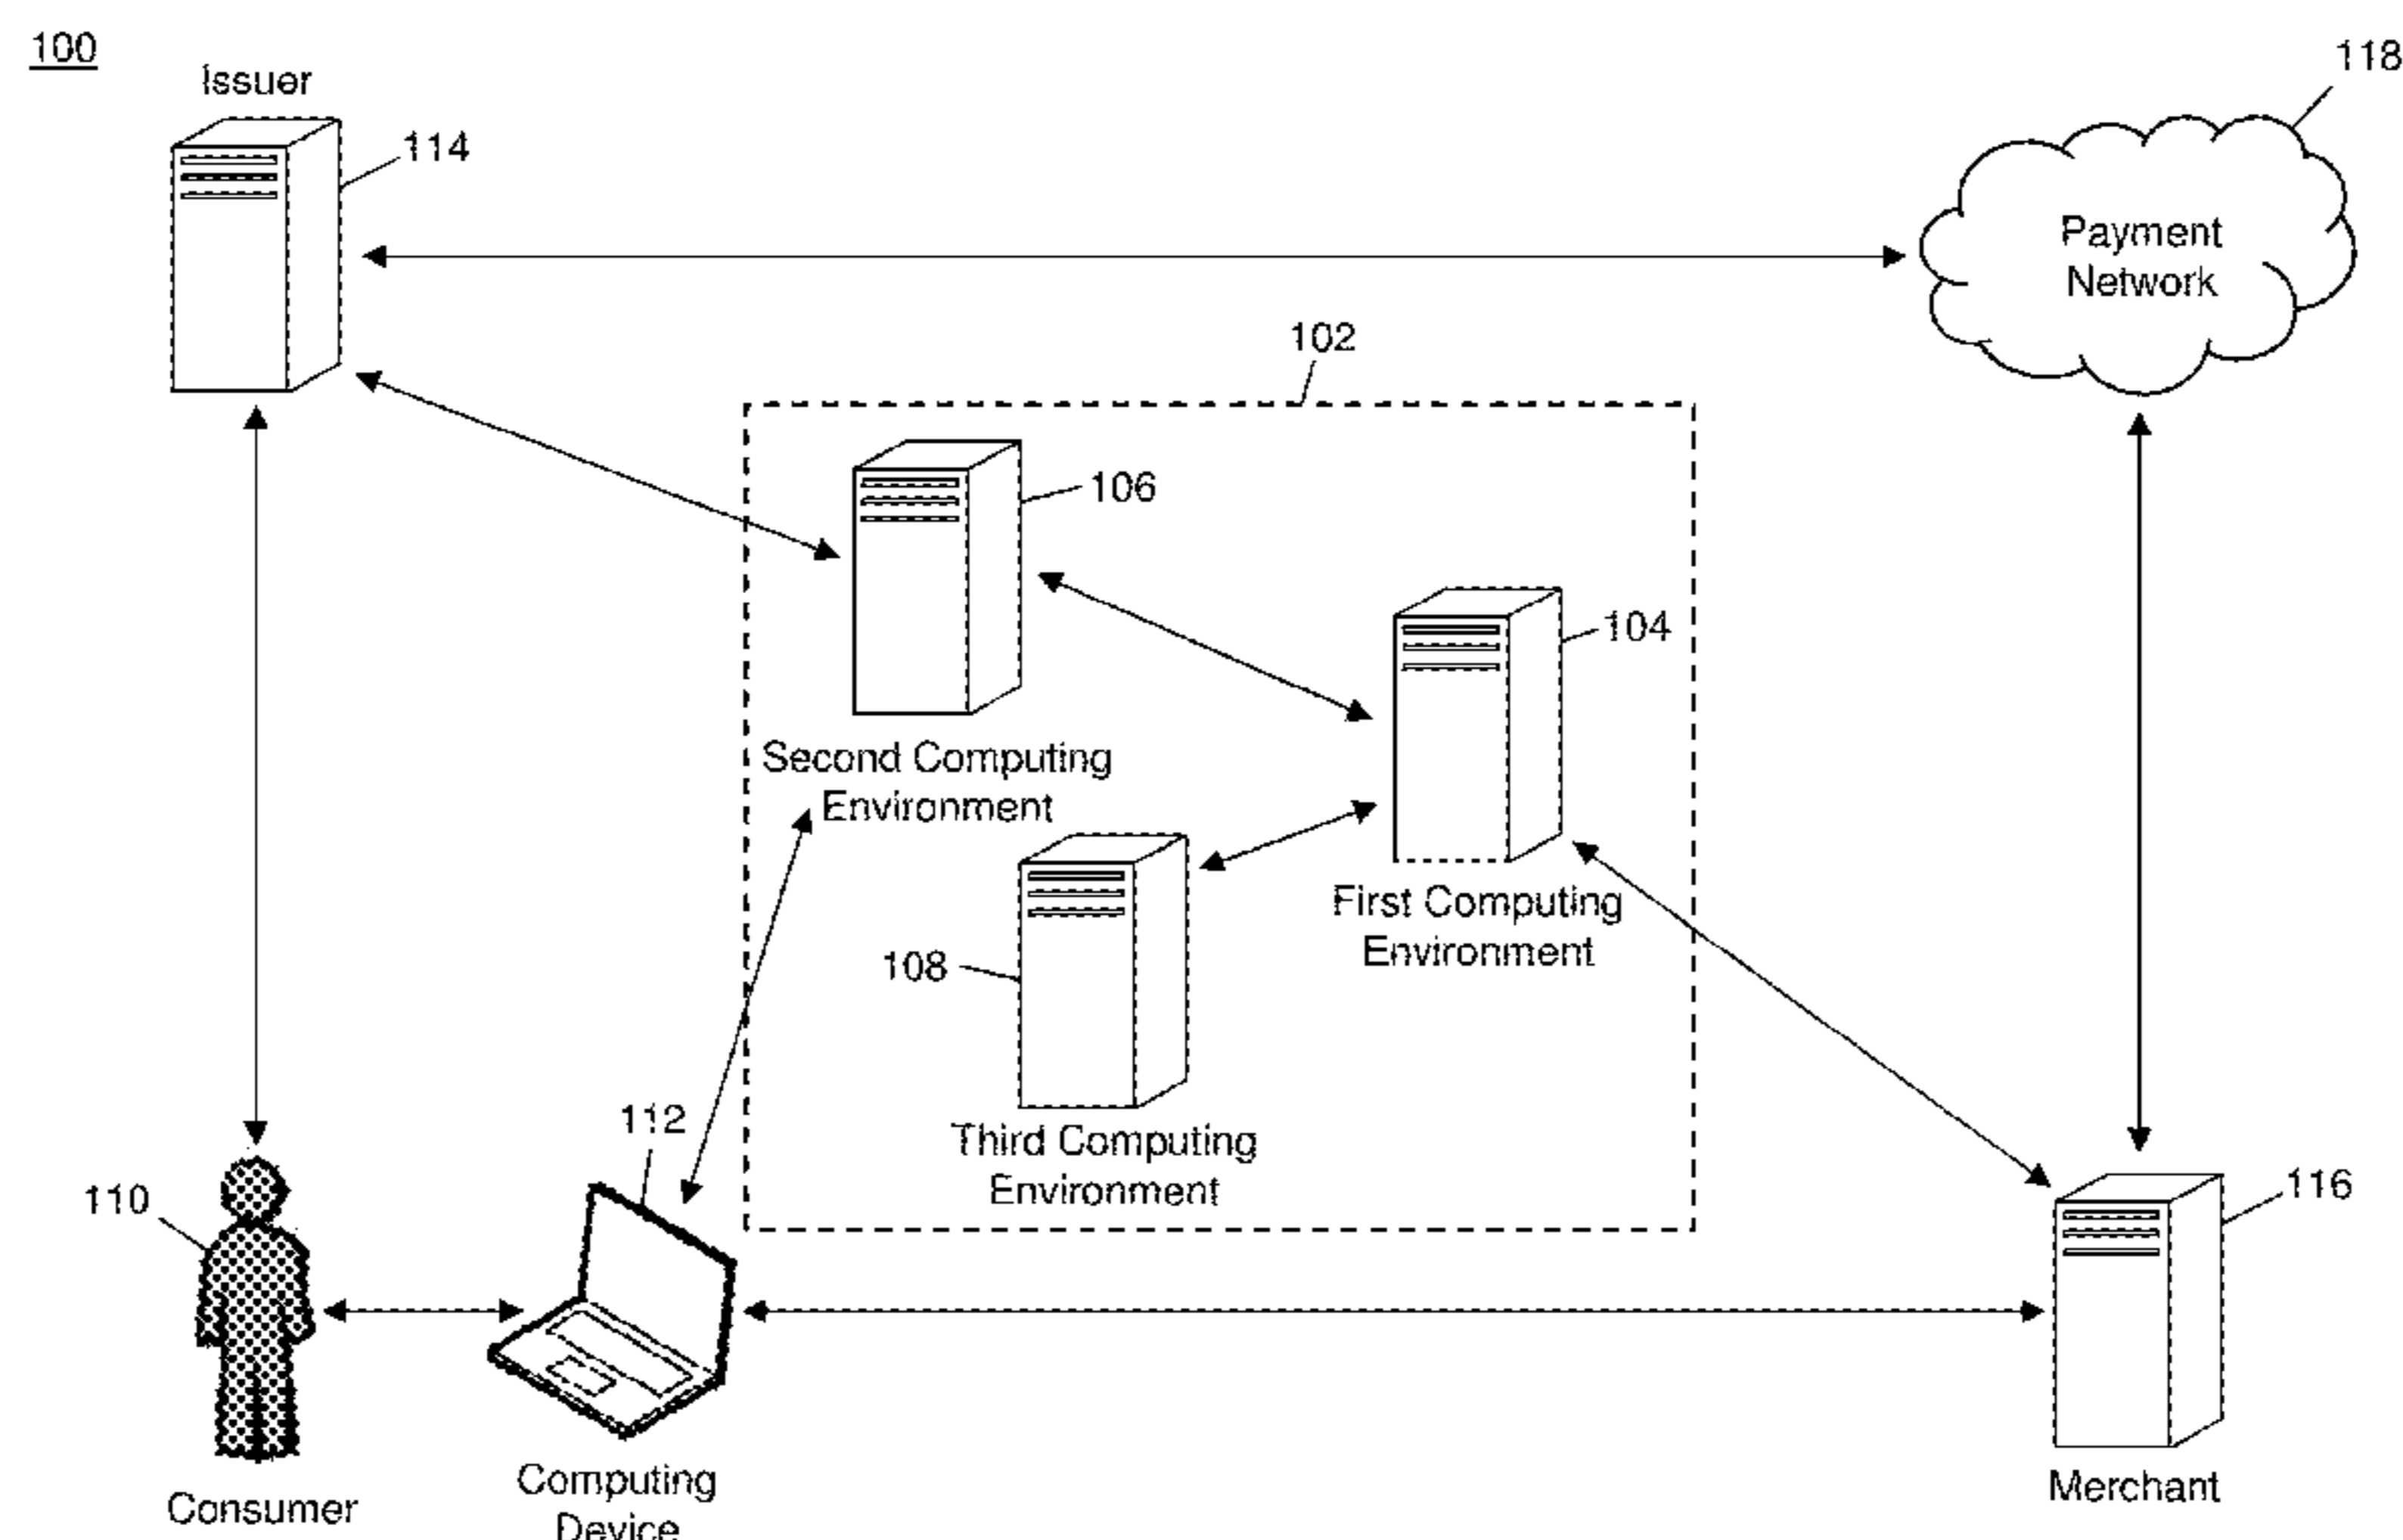 100
Issuer
114
118
Payment
Network
102
106
104
Second Computing
Environment
First Computing
Environment
108
112
Third Computing
Environment
110
116
Computing
Device
Merchant
Consumer